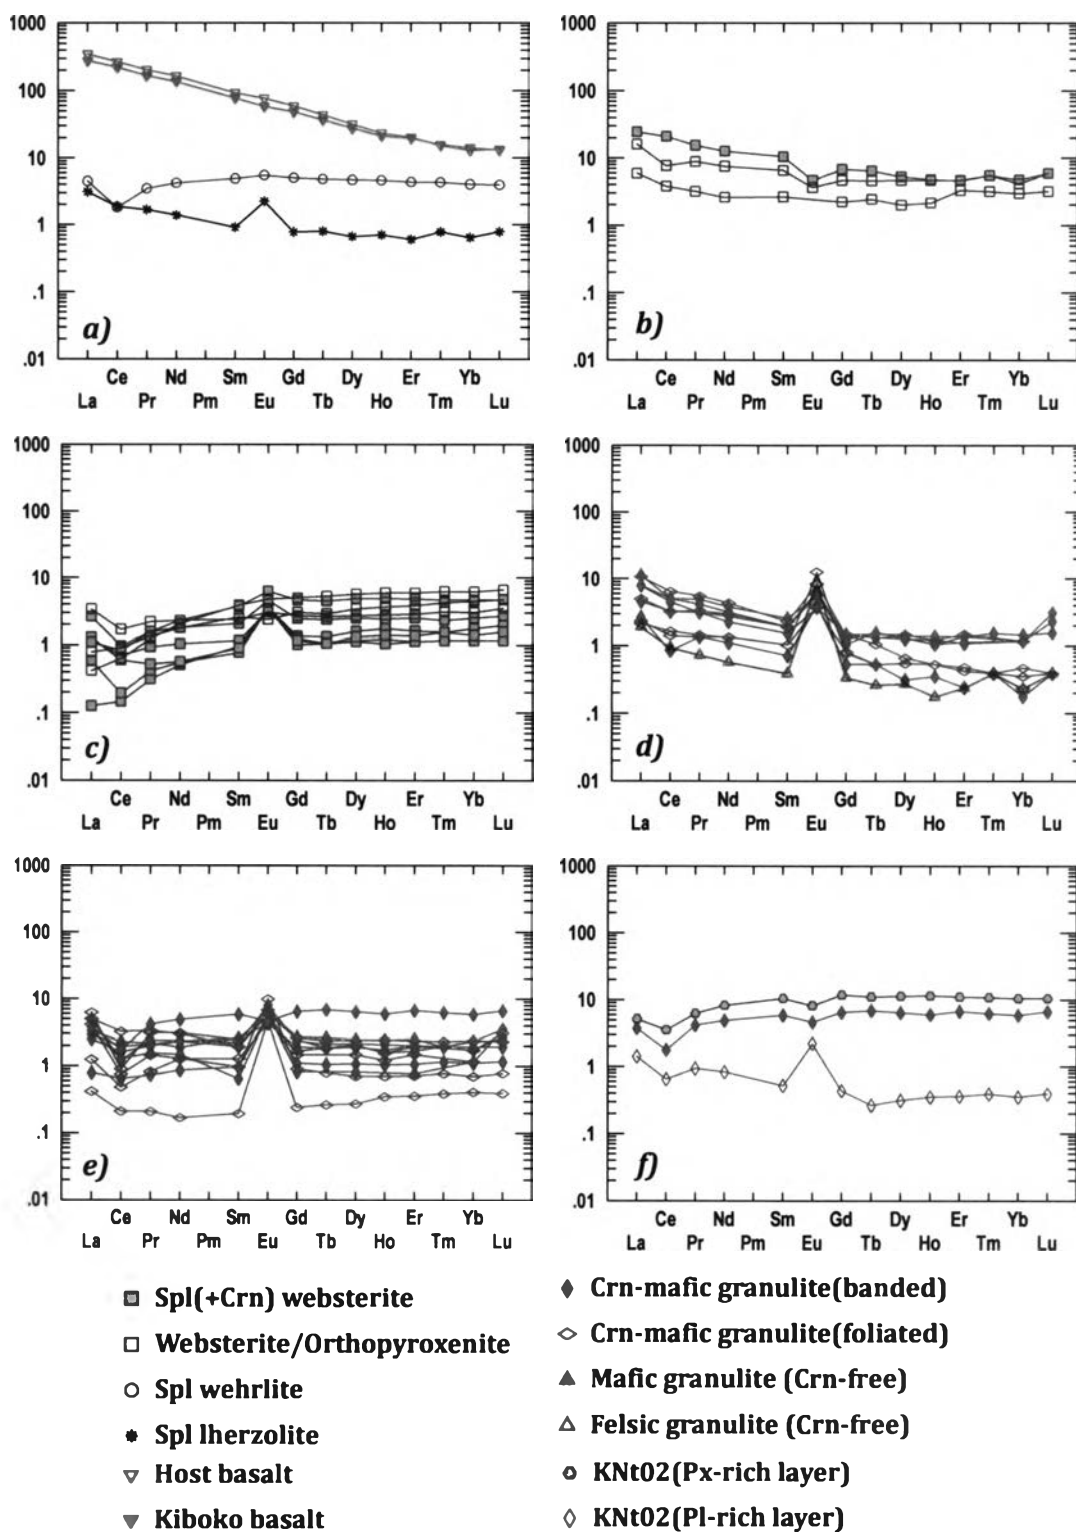 1000
100
10
1
.1
.01
a)
Ce Nd Sm Gd Dy Er Yb
La Pr Pm Eu Tb Ho Tm Lu
1000
100
10
1
.1
.01
b)
Ce Nd Sm Gd Dy Er Yb
La Pr Pm Eu Tb Ho Tm Lu
1000
100
10
1
.1
.01
c)
Ce Nd Sm Gd Dy Er Yb
La Pr Pm Eu Tb Ho Tm Lu
1000
100
10
1
.1
.01
d)
Ce Nd Sm Gd Dy Er Yb
La Pr Pm Eu Tb Ho Tm Lu
1000
100
10
1
.1
.01
e)
Ce Nd Sm Gd Dy Er Yb
La Pr Pm Eu Tb Ho Tm Lu
1000
100
10
1
.1
.01
f)
Ce Nd Sm Gd Dy Er Yb
La Pr Pm Eu Tb Ho Tm Lu
Spl(+Crn) websterite
Websterite/Orthopyroxenite
Spl wehrlite
Spl lherzolite
Host basalt
Kiboko basalt
Crn-mafic granulite(banded)
Crn-mafic granulite(foliated)
Mafic granulite (Crn-free)
Felsic granulite (Crn-free)
KNt02(Px-rich layer)
KNt02(Pl-rich layer)